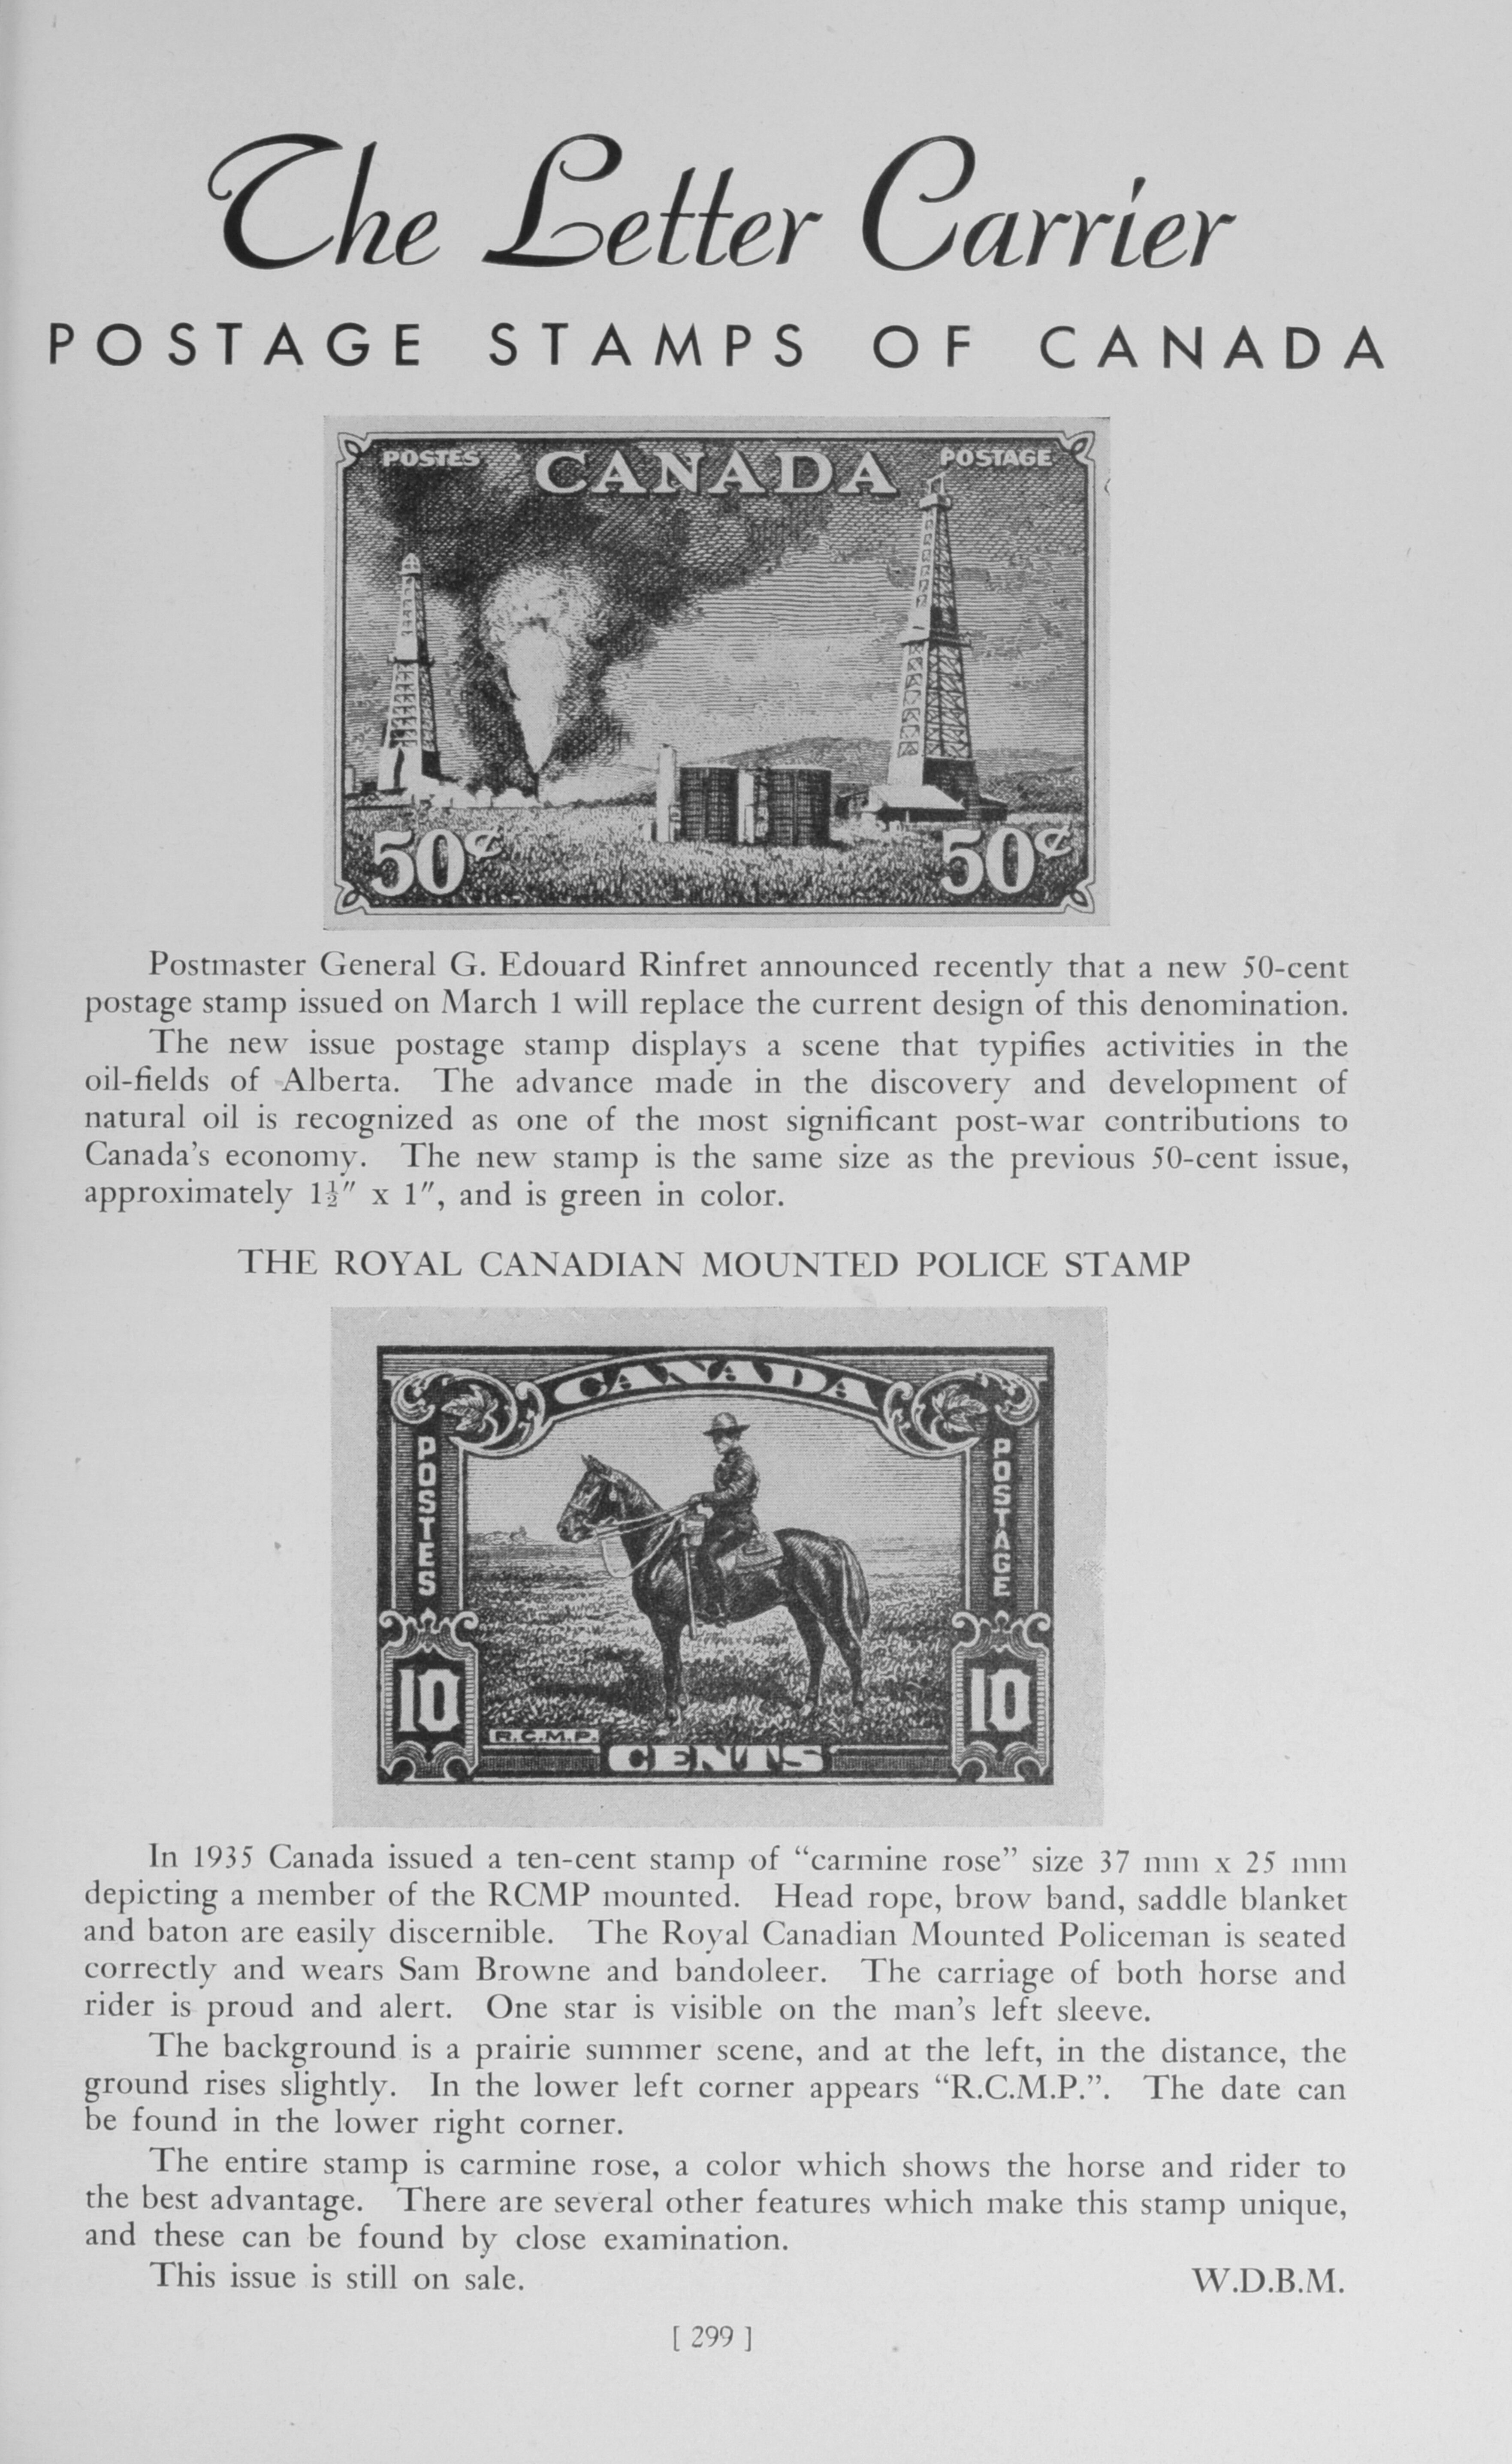 The Letter Carrier
POSTAGE STAMPS OF CANADA
POSTES CANADA POSTAGE
50¢ 50¢
Postmaster General G. Edouard Rinfret announced recently that a new 50-cent
postage stamp issued on March 1 will replace the current design of this denomination.
The new issue postage stamp displays a scene that typifies activities in the
oil-fields of Alberta. The advance made in the discovery and development of
natural oil is recognized as one of the most significant post-war contributions to
Canada's economy. The new stamp is the same size as the previous 50-cent issue,
approximately 1½″ x 1″, and is green in color.
THE ROYAL CANADIAN MOUNTED POLICE STAMP
CANADA
POSTES
POSTAGE
10 10
R.C.M.P.
CENTS
In 1935 Canada issued a ten-cent stamp of “carmine rose” size 37 mm x 25 mm
depicting a member of the RCMP mounted. Head rope, brow band, saddle blanket
and baton are easily discernible. The Royal Canadian Mounted Policeman is seated
correctly and wears Sam Browne and bandoleer. The carriage of both horse and
rider is proud and alert. One star is visible on the man's left sleeve.
The background is a prairie summer scene, and at the left, in the distance, the
ground rises slightly. In the lower left corner appears “R.C.M.P.”. The date can
be found in the lower right corner.
The entire stamp is carmine rose, a color which shows the horse and rider to
the best advantage. There are several other features which make this stamp unique,
and these can be found by close examination.
This issue is still on sale. W.D.B.M.
[ 299 ]